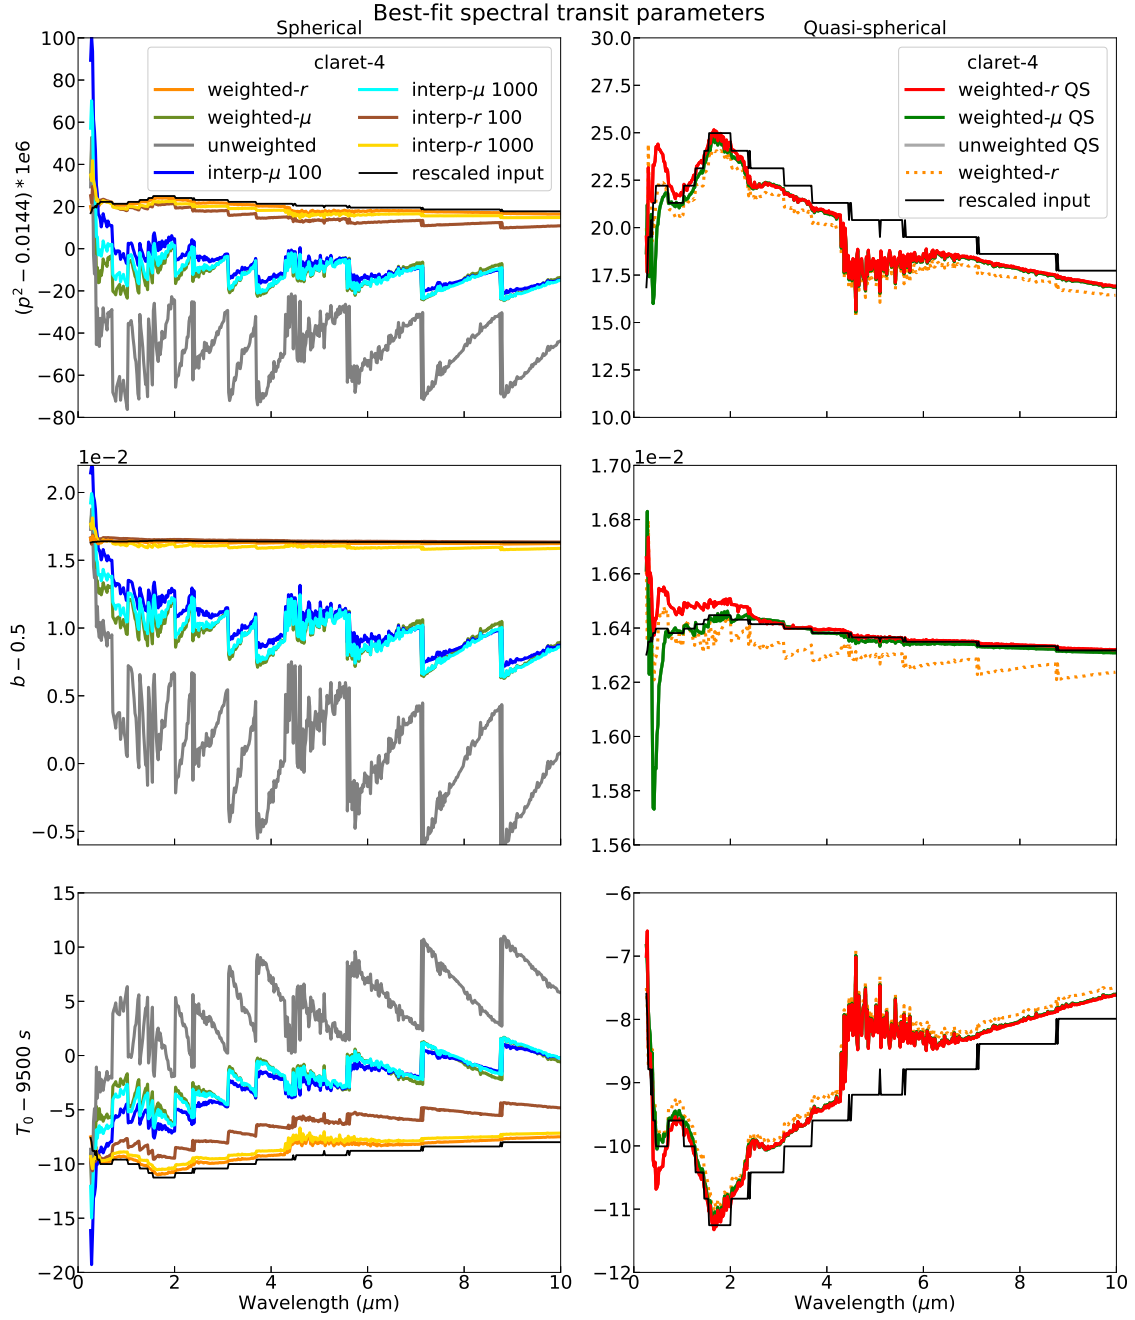 Best-fit spectral transit parameters
Spherical
Quasi-spherical
(p² − 0.0144) * 1e6
100
80
60
40
20
0
−20
−40
−60
−80
claret-4
weighted-r
weighted-μ
unweighted
interp-μ 100
interp-μ 1000
interp-r 100
interp-r 1000
rescaled input
30.0
27.5
25.0
22.5
20.0
17.5
15.0
12.5
10.0
claret-4
weighted-r QS
weighted-μ QS
unweighted QS
weighted-r
rescaled input
b − 0.5
1e−2
2.0
1.5
1.0
0.5
0.0
−0.5
1e−2
1.70
1.68
1.66
1.64
1.62
1.60
1.58
1.56
T₀ − 9500 s
15
10
5
0
−5
−10
−15
−20
0 2 4 6 8 10
Wavelength (μm)
−6
−7
−8
−9
−10
−11
−12
0 2 4 6 8 10
Wavelength (μm)